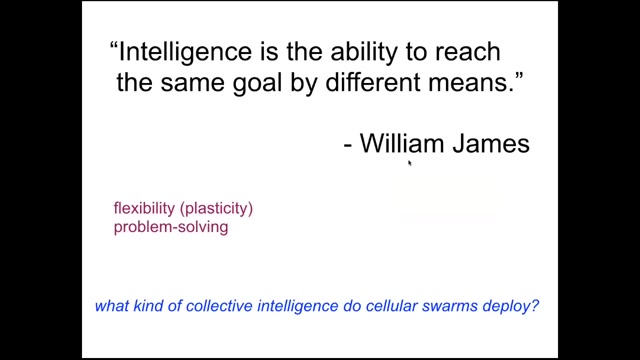 “Intelligence is the ability to reach
the same goal by different means.”
- William James
flexibility (plasticity)
problem-solving
what kind of collective intelligence do cellular swarms deploy?